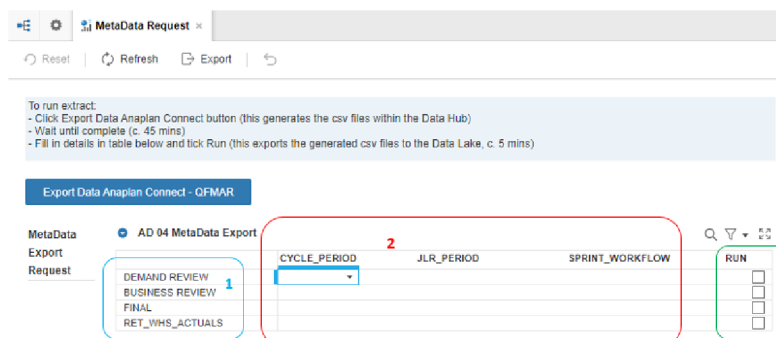 MetaData Request ×
Reset Refresh Export
To run extract:
- Click Export Data Anaplan Connect button (this generates the csv files within the Data Hub)
- Wait until complete (c. 45 mins)
- Fill in details in table below and tick Run (this exports the generated csv files to the Data Lake, c. 5 mins)
Export Data Anaplan Connect - QFMAR
MetaData
Export
Request
AD 04 MetaData Export
2
CYCLE_PERIOD JLR_PERIOD SPRINT_WORKFLOW RUN
DEMAND REVIEW
1
BUSINESS REVIEW
FINAL
RET_WHS_ACTUALS